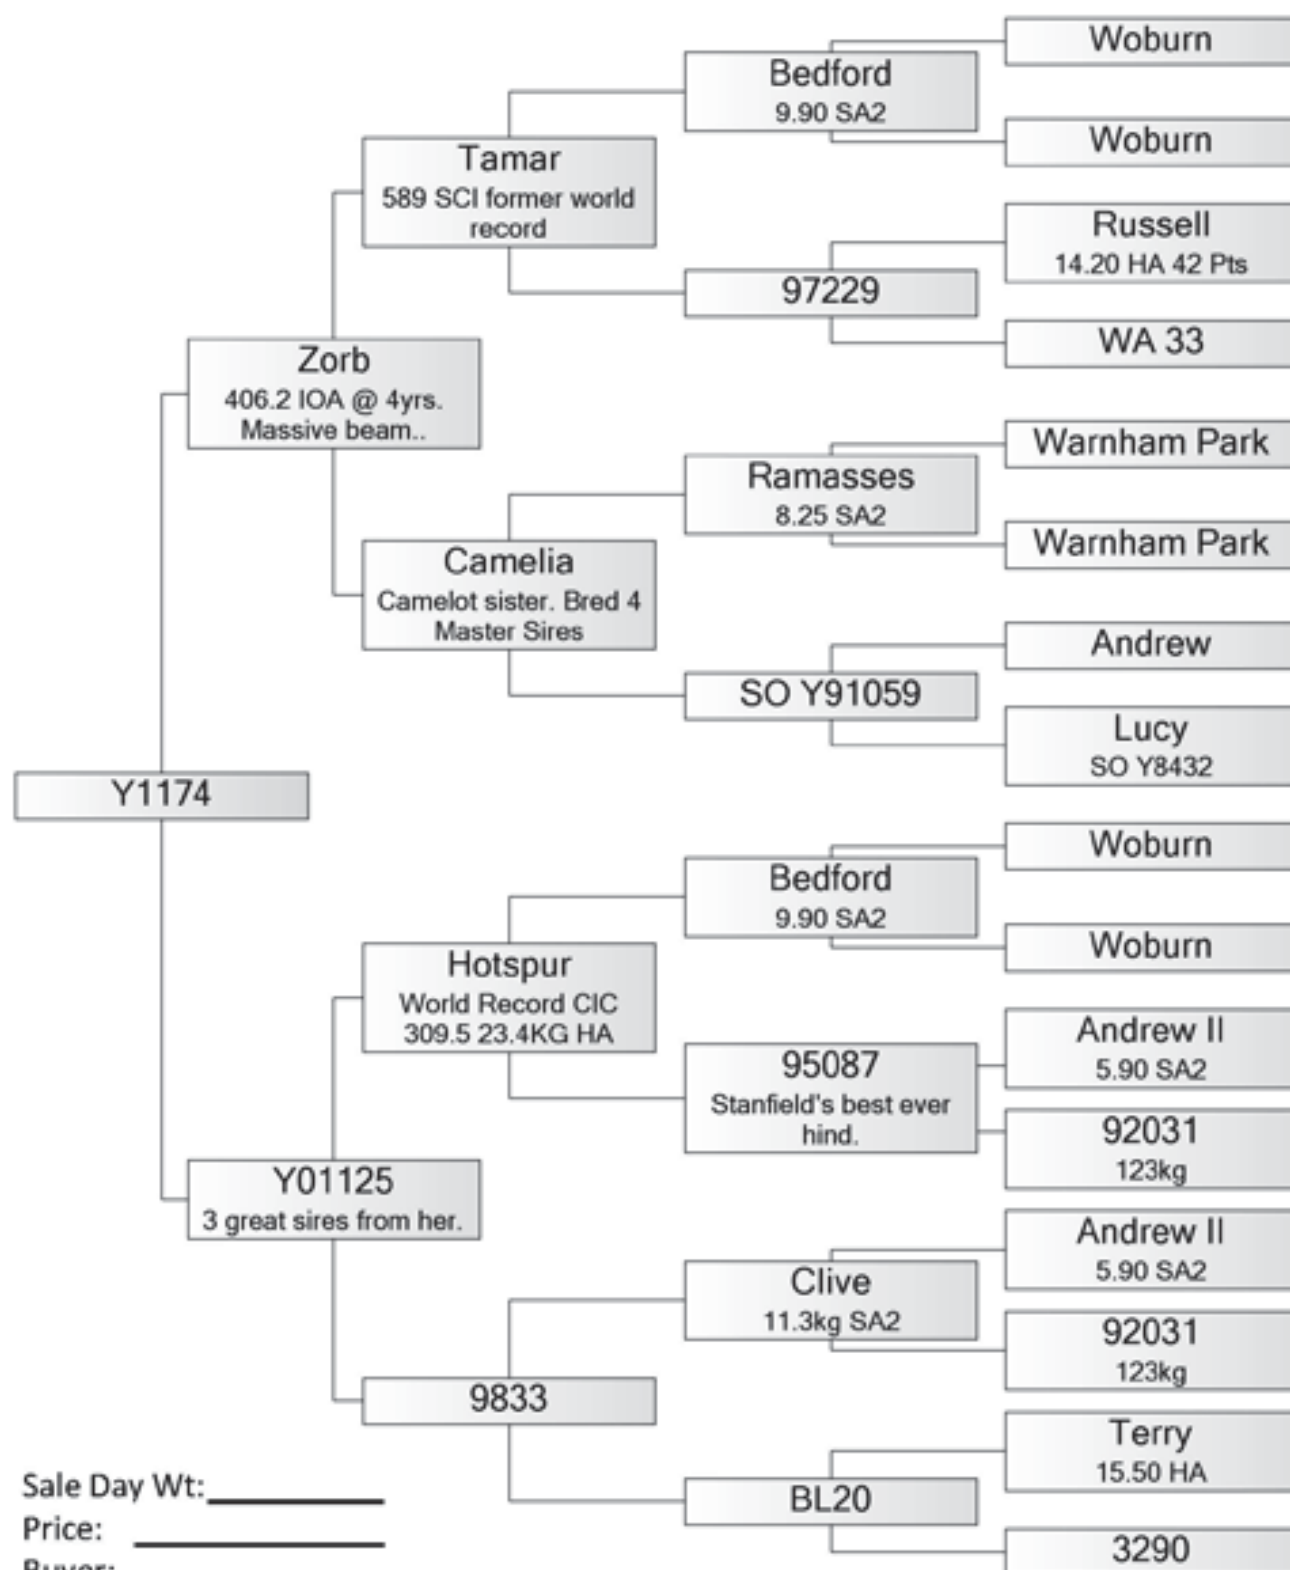 Woburn
Bedford
9.90 SA2
Woburn
Tamar
589 SCI former world
record
Russell
14.20 HA 42 Pts
97229
WA 33
Zorb
406.2 IOA @ 4yrs.
Massive beam..
Warnham Park
Ramasses
8.25 SA2
Warnham Park
Camelia
Camelot sister. Bred 4
Master Sires
Andrew
SO Y91059
Lucy
SO Y8432
Y1174
Woburn
Bedford
9.90 SA2
Woburn
Hotspur
World Record CIC
309.5 23.4KG HA
Andrew II
5.90 SA2
95087
Stanfield's best ever
hind.
92031
123kg
Y01125
3 great sires from her.
Andrew II
5.90 SA2
Clive
11.3kg SA2
92031
123kg
9833
Terry
15.50 HA
BL20
3290
Sale Day Wt:
Price:
Buyer: